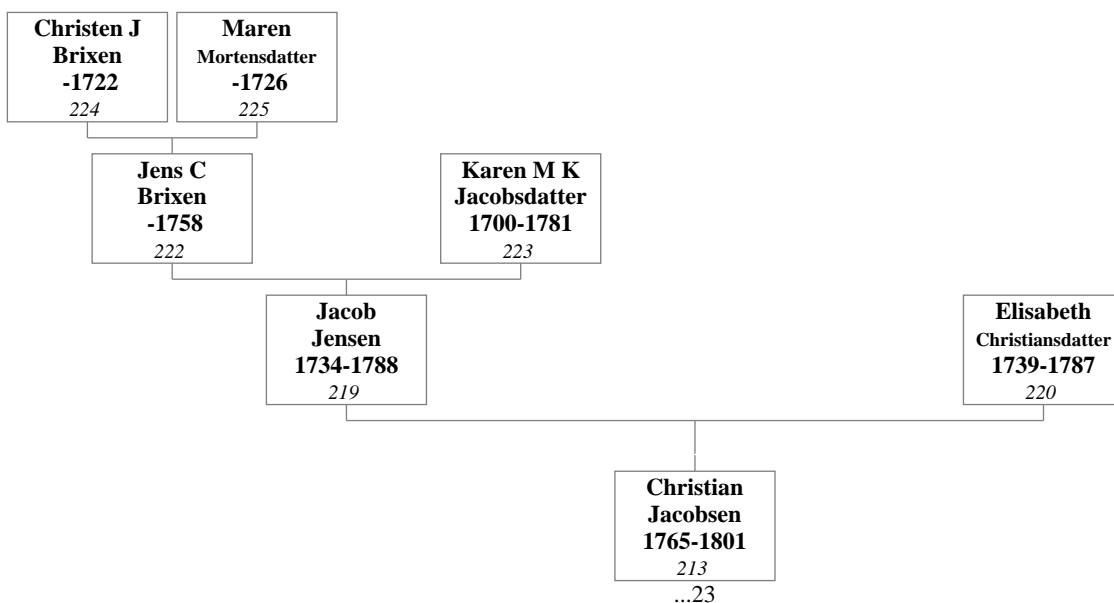 Christen J
Brixen
-1722
224
Maren
Mortensdatter
-1726
225
Jens C
Brixen
-1758
222
Karen M K
Jacobsdatter
1700-1781
223
Jacob
Jensen
1734-1788
219
Elisabeth
Christiansdatter
1739-1787
220
Christian
Jacobsen
1765-1801
213
...23